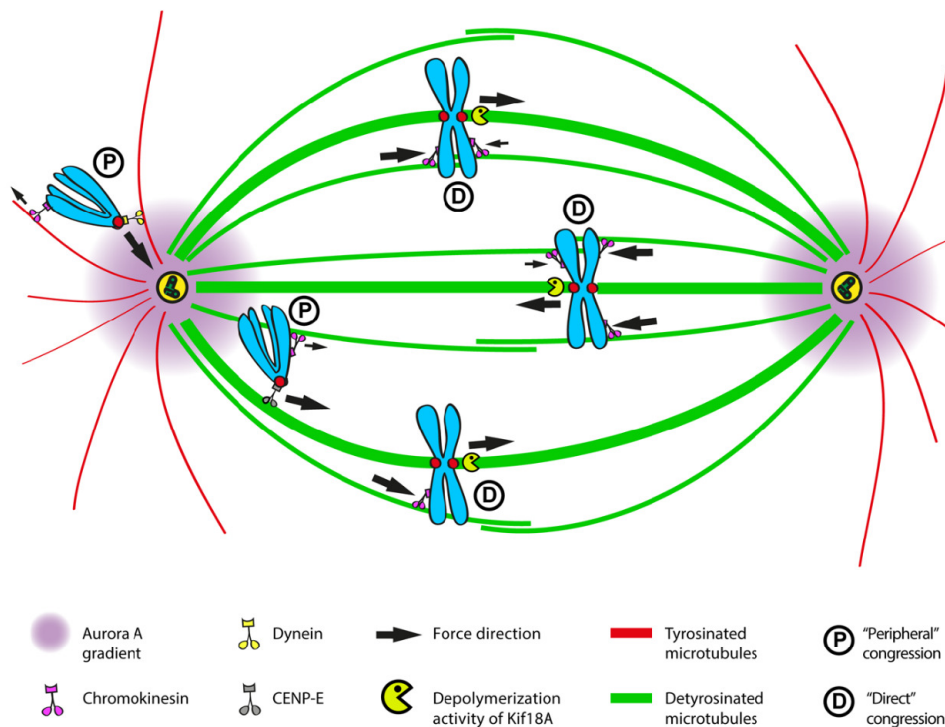 P
D
D
P
D
Aurora A
gradient
Dynein
Force direction
Tyrosinated
microtubules
P
"Peripheral"
congression
Chromokinesin
CENP-E
Depolymerization
activity of Kif18A
Detyrosinated
microtubules
D
"Direct"
congression